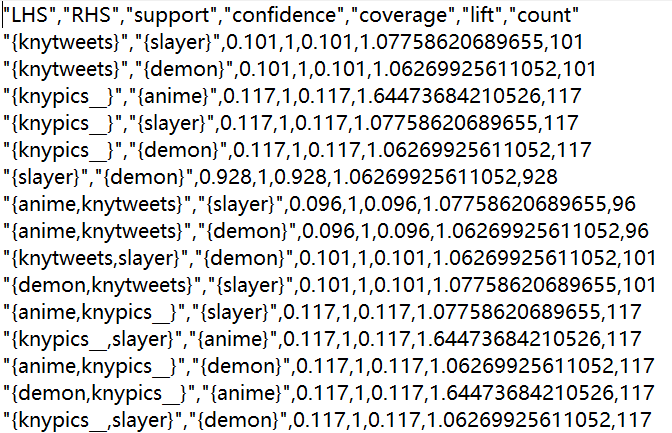 "LHS","RHS","support","confidence","coverage","lift","count"
"{knytweets}","{slayer}",0.101,1,0.101,1.07758620689655,101
"{knytweets}","{demon}",0.101,1,0.101,1.06269925611052,101
"{knypics__}","{anime}",0.117,1,0.117,1.64473684210526,117
"{knypics__}","{slayer}",0.117,1,0.117,1.07758620689655,117
"{knypics__}","{demon}",0.117,1,0.117,1.06269925611052,117
"{slayer}","{demon}",0.928,1,0.928,1.06269925611052,928
"{anime,knytweets}","{slayer}",0.096,1,0.096,1.07758620689655,96
"{anime,knytweets}","{demon}",0.096,1,0.096,1.06269925611052,96
"{knytweets,slayer}","{demon}",0.101,1,0.101,1.06269925611052,101
"{demon,knytweets}","{slayer}",0.101,1,0.101,1.07758620689655,101
"{anime,knypics__}","{slayer}",0.117,1,0.117,1.07758620689655,117
"{knypics__,slayer}","{anime}",0.117,1,0.117,1.64473684210526,117
"{anime,knypics__}","{demon}",0.117,1,0.117,1.06269925611052,117
"{demon,knypics__}","{anime}",0.117,1,0.117,1.64473684210526,117
"{knypics__,slayer}","{demon}",0.117,1,0.117,1.06269925611052,117